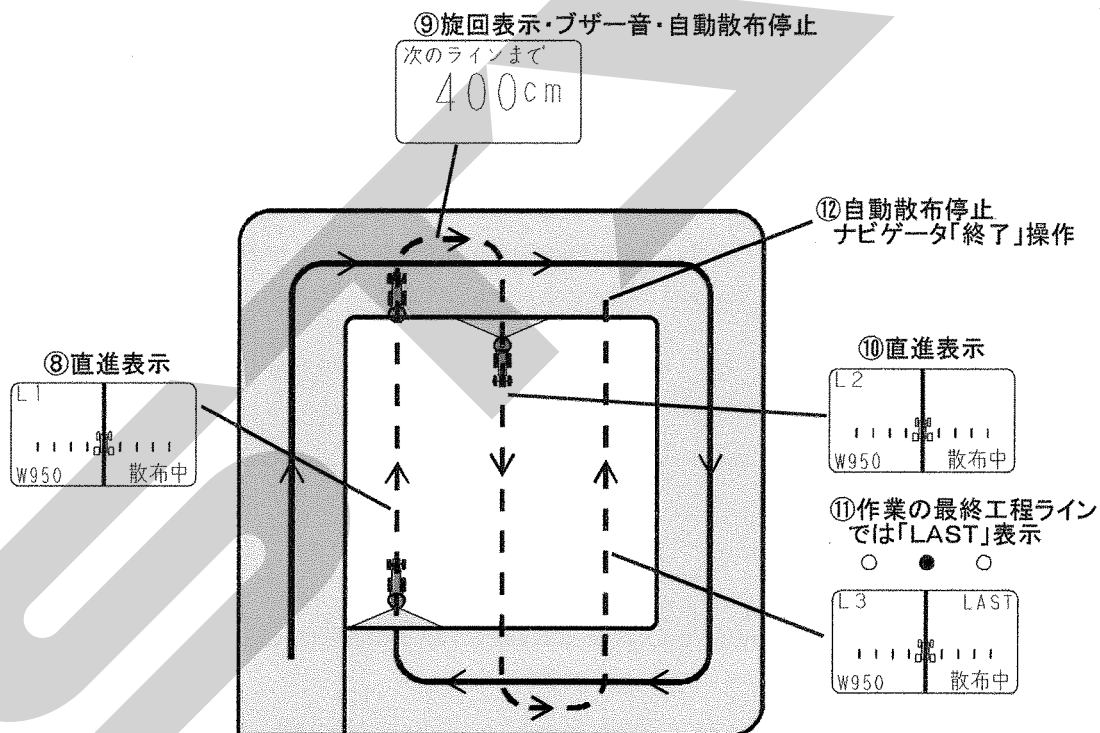 ⑨旋回表示・ブザー音・自動散布停止
次のラインまで
400cm
⑫自動散布停止
ナビゲータ「終了」操作
⑧直進表示
L1
W950 散布中
⑩直進表示
L2
W950 散布中
⑪作業の最終工程ライン
では「LAST」表示
○ ● ○
L3 LAST
W950 散布中